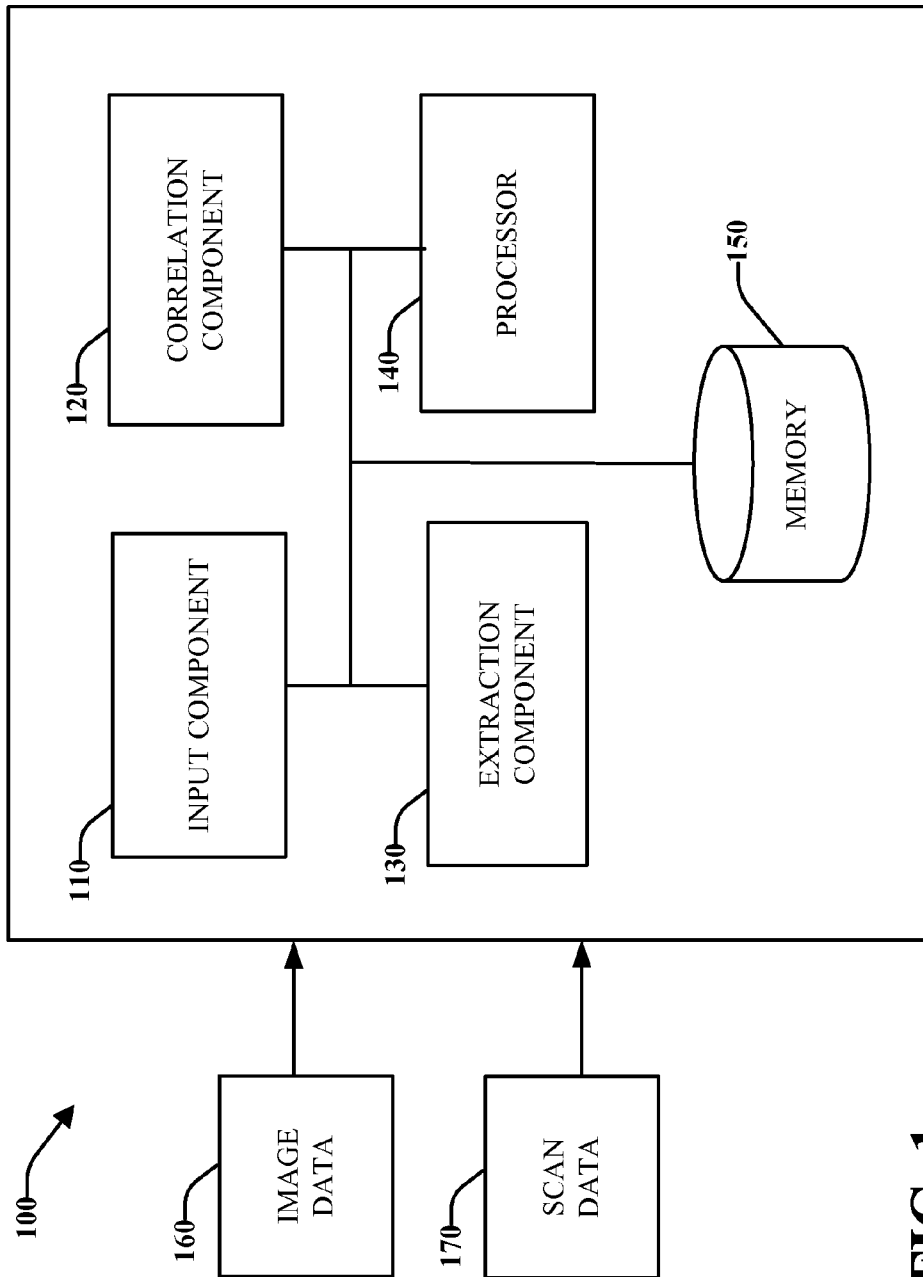 100
110
INPUT COMPONENT
120
CORRELATION
COMPONENT
160
IMAGE
DATA
130
EXTRACTION
COMPONENT
140
PROCESSOR
170
SCAN
DATA
150
MEMORY
FIG. 1